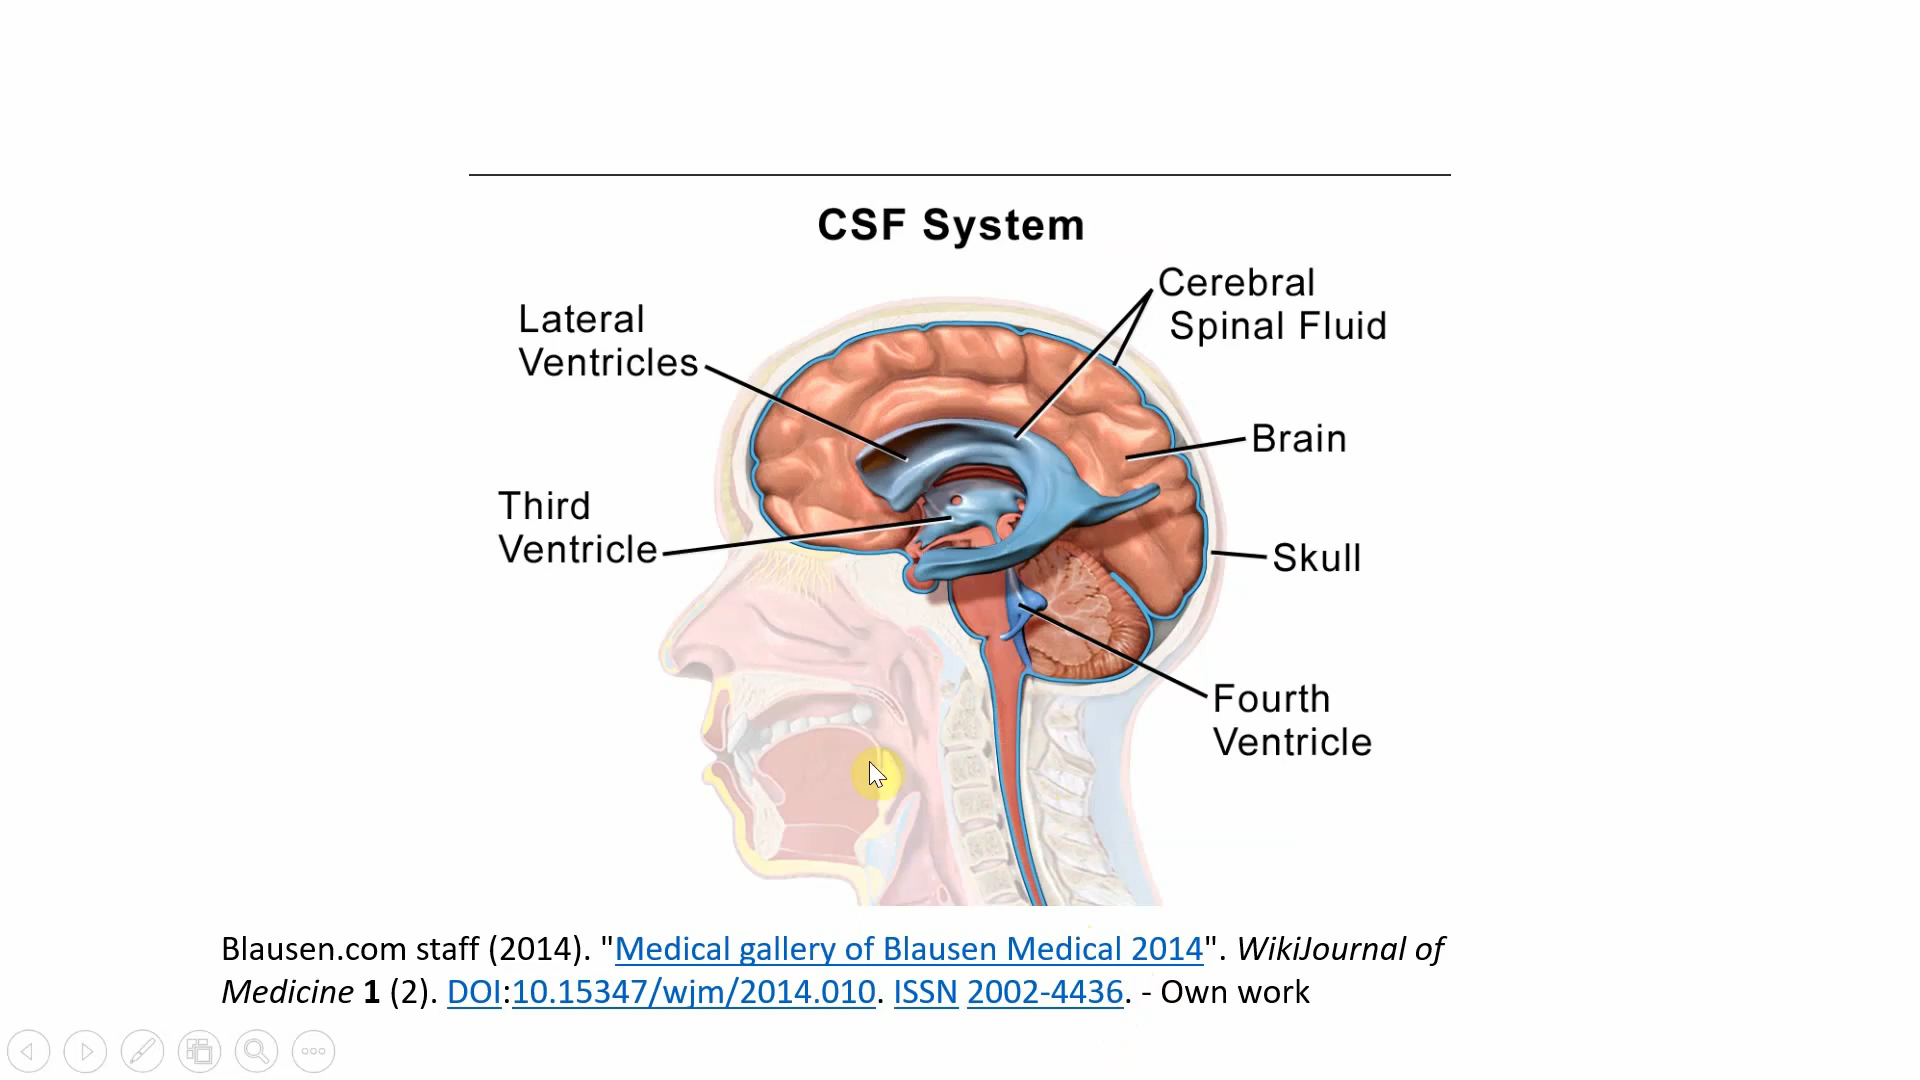 CSF System
Lateral
Ventricles
Cerebral
Spinal Fluid
Brain
Third
Ventricle
Skull
Fourth
Ventricle
Blausen.com staff (2014). "Medical gallery of Blausen Medical 2014". WikiJournal of
Medicine 1 (2). DOI:10.15347/wjm/2014.010. ISSN 2002-4436. - Own work